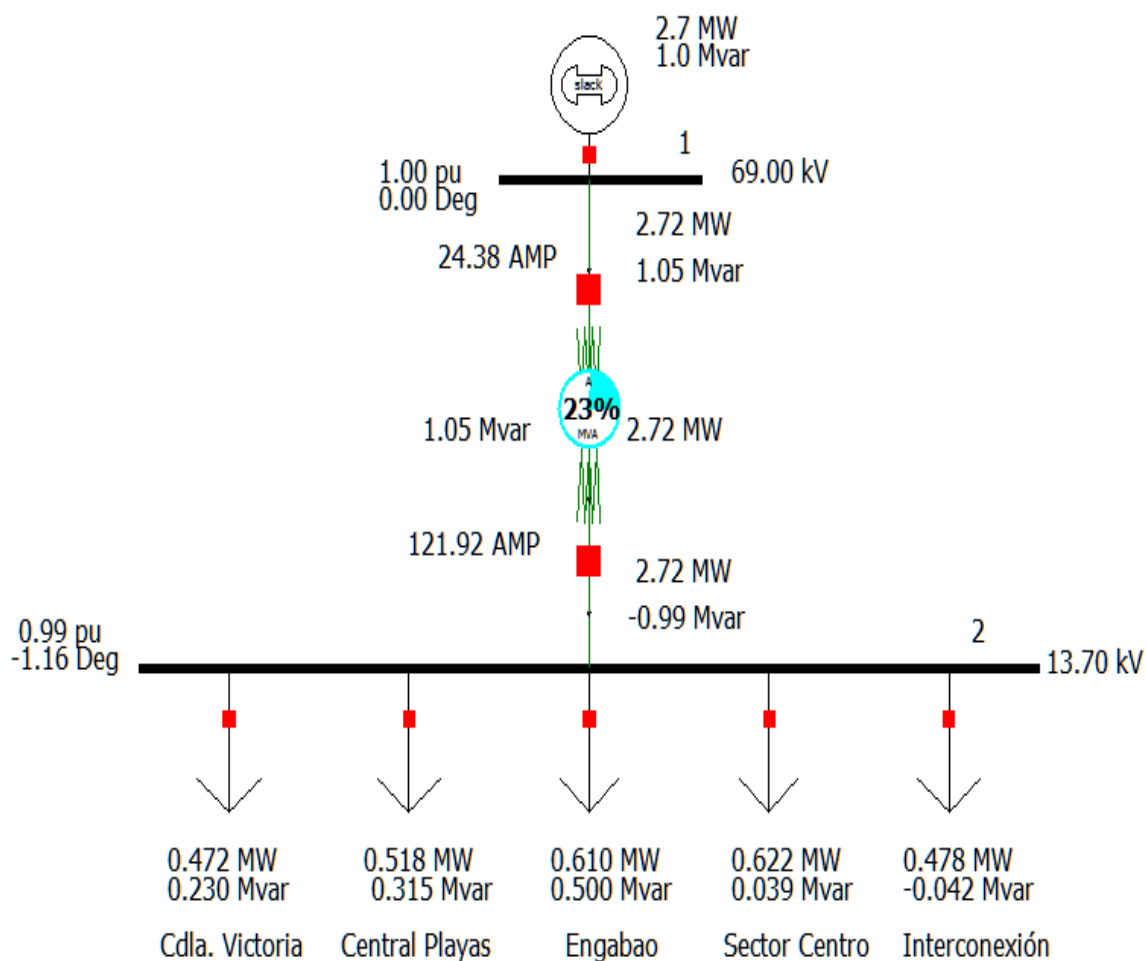 2.7 MW
1.0 Mvar
slack
1
1.00 pu
0.00 Deg
69.00 kV
2.72 MW
24.38 AMP
1.05 Mvar
A
23%
MVA
1.05 Mvar
2.72 MW
121.92 AMP
2.72 MW
-0.99 Mvar
0.99 pu
-1.16 Deg
2
13.70 kV
0.472 MW
0.230 Mvar
0.518 MW
0.315 Mvar
0.610 MW
0.500 Mvar
0.622 MW
0.039 Mvar
0.478 MW
-0.042 Mvar
Cdla. Victoria
Central Playas
Engabao
Sector Centro
Interconexión